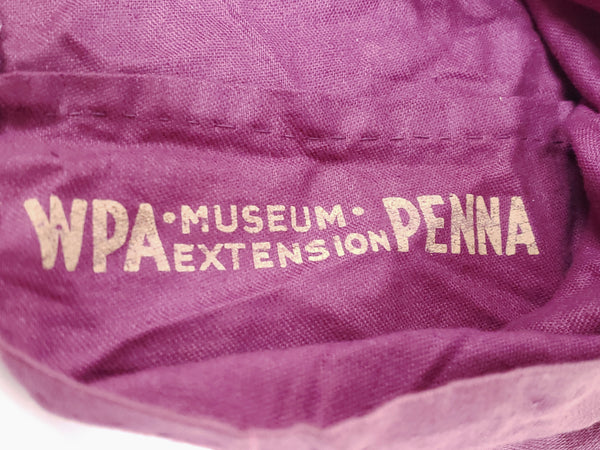 WPA • MUSEUM • EXTENSION PENNA